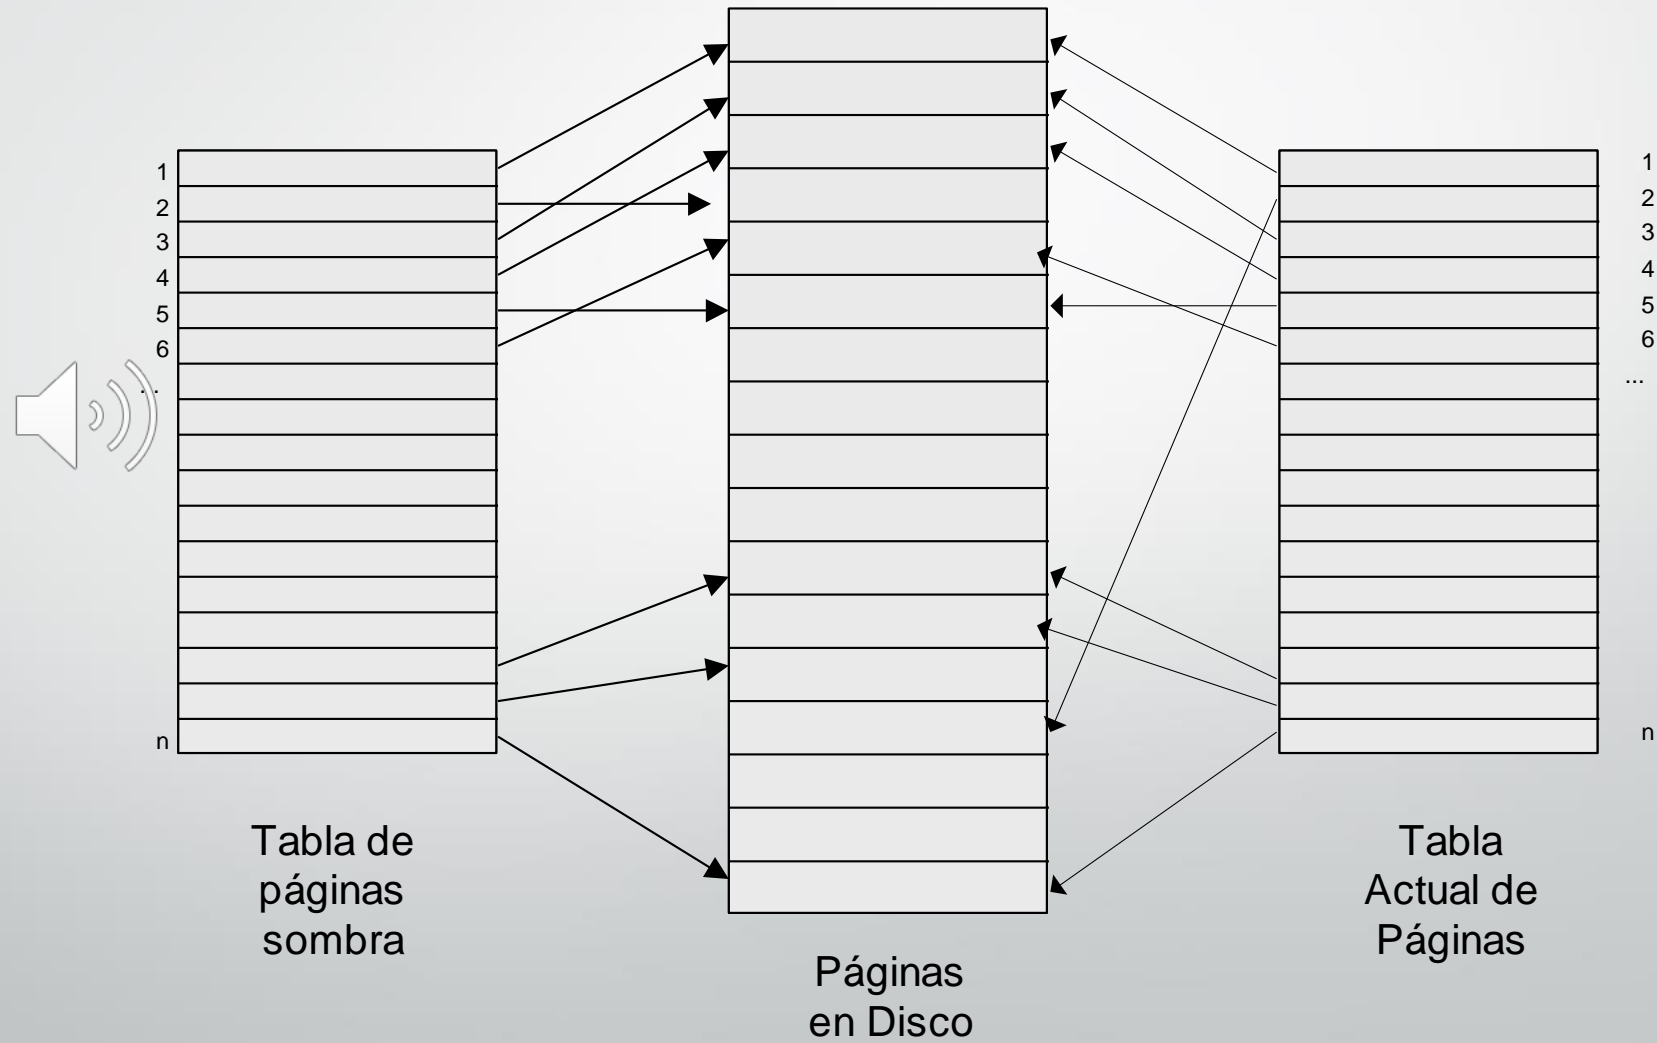 1
2
3
4
5
6
...
n
1
2
3
4
5
6
...
n
Tabla de
páginas
sombra
Páginas
en Disco
Tabla
Actual de
Páginas